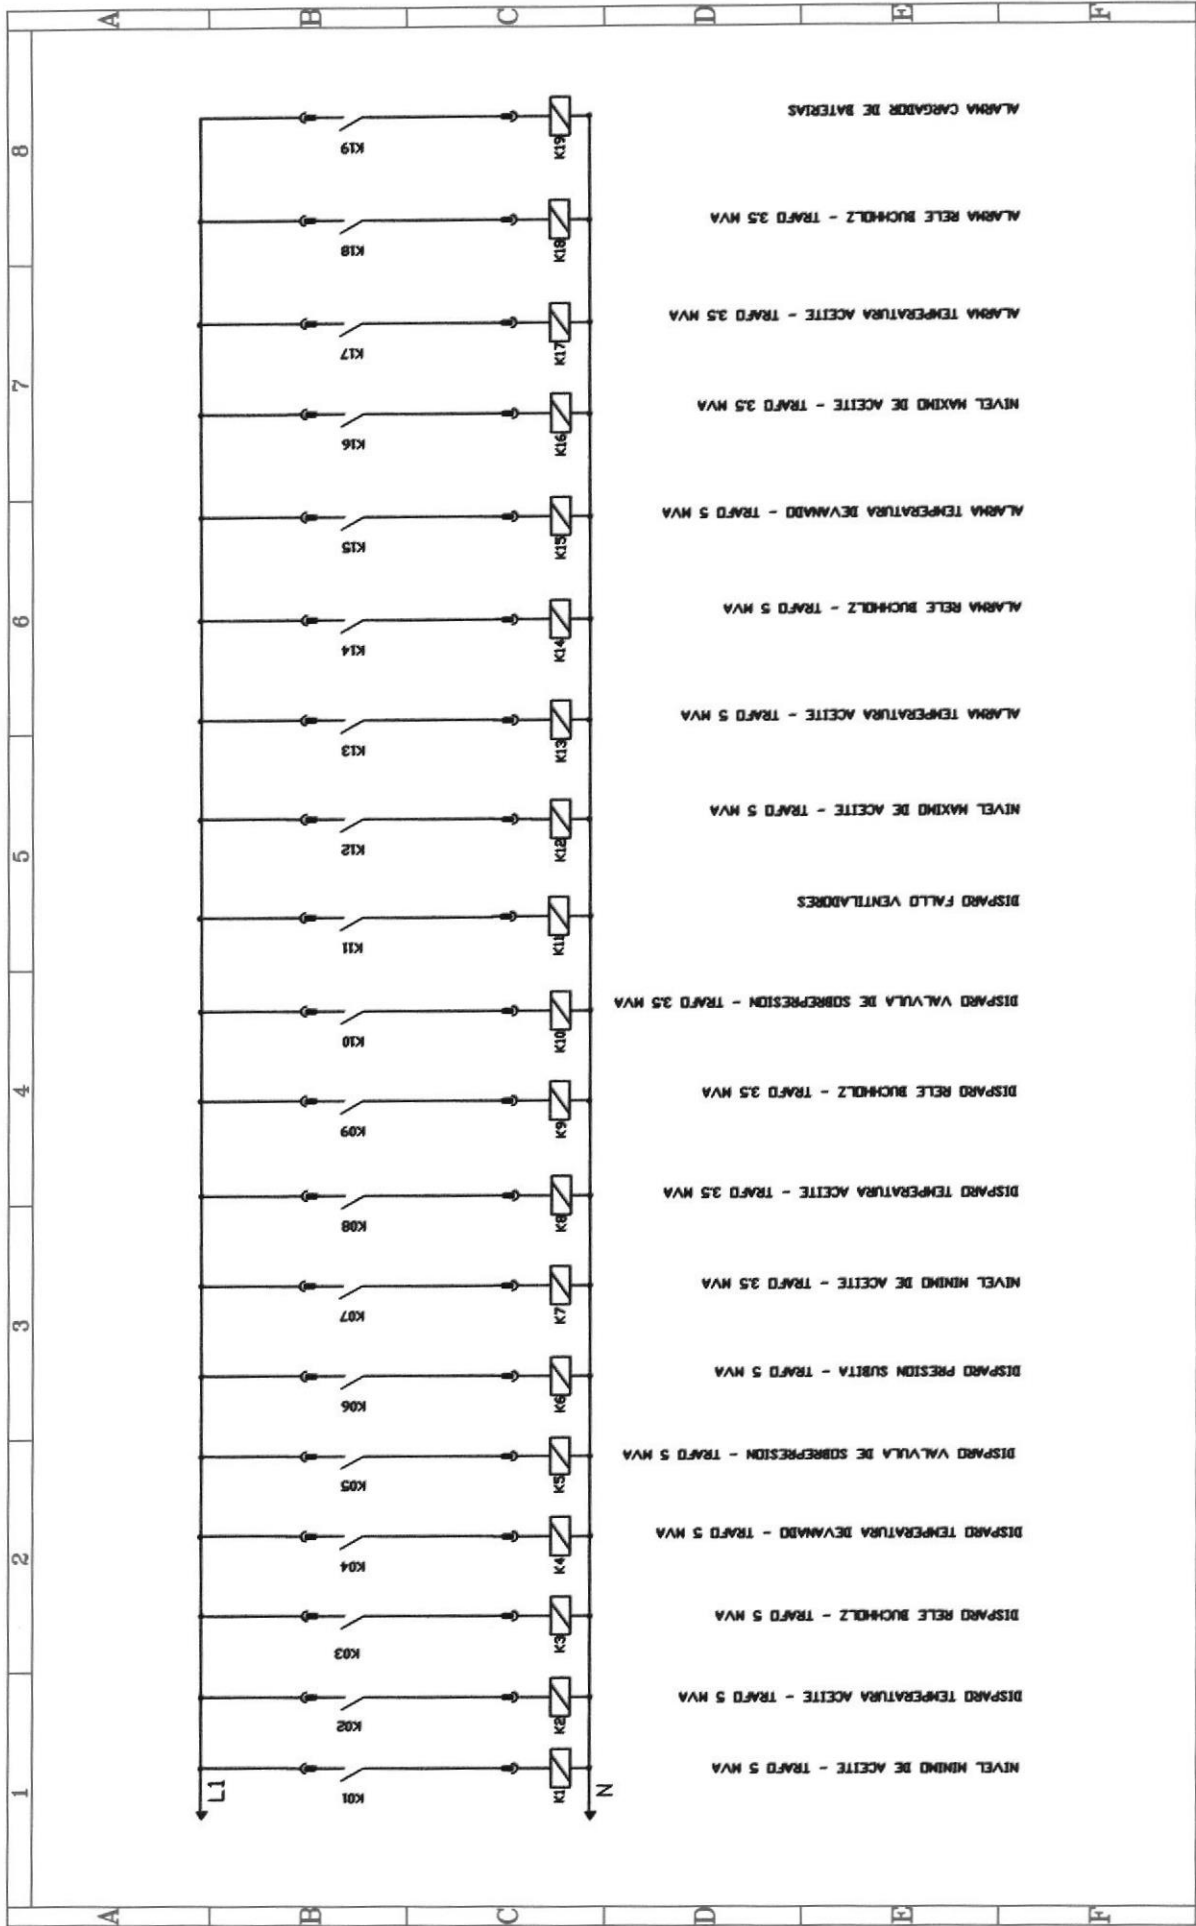 1 2 3 4 5 6 7 8
A A
B B
C C
D D
E E
F F
L1
K01 K02 K03 K04 K05 K06 K07 K08 K09 K10 K11 K12 K13 K14 K15 K16 K17 K18 K19
K1 K2 K3 K4 K5 K6 K7 K8 K9 K10 K11 K12 K13 K14 K15 K16 K17 K18 K19
N
NIVEL MINIMO DE ACEITE - TRAFO 5 MVA
DISPARO TEMPERATURA ACEITE - TRAFO 5 MVA
DISPARO RELE BUCHHOLZ - TRAFO 5 MVA
DISPARO TEMPERATURA DEVANADO - TRAFO 5 MVA
DISPARO VALVULA DE SOBREPRESION - TRAFO 5 MVA
DISPARO PRESION SUBITA - TRAFO 5 MVA
NIVEL MINIMO DE ACEITE - TRAFO 3.5 MVA
DISPARO TEMPERATURA ACEITE - TRAFO 3.5 MVA
DISPARO RELE BUCHHOLZ - TRAFO 3.5 MVA
DISPARO VALVULA DE SOBREPRESION - TRAFO 3.5 MVA
DISPARO FALLO VENTILADORES
NIVEL MAXIMO DE ACEITE - TRAFO 5 MVA
ALARMA TEMPERATURA ACEITE - TRAFO 5 MVA
ALARMA RELE BUCHHOLZ - TRAFO 5 MVA
ALARMA TEMPERATURA DEVANADO - TRAFO 5 MVA
NIVEL MAXIMO DE ACEITE - TRAFO 3.5 MVA
ALARMA TEMPERATURA ACEITE - TRAFO 3.5 MVA
ALARMA RELE BUCHHOLZ - TRAFO 3.5 MVA
ALARMA CARGADOR DE BATERIAS